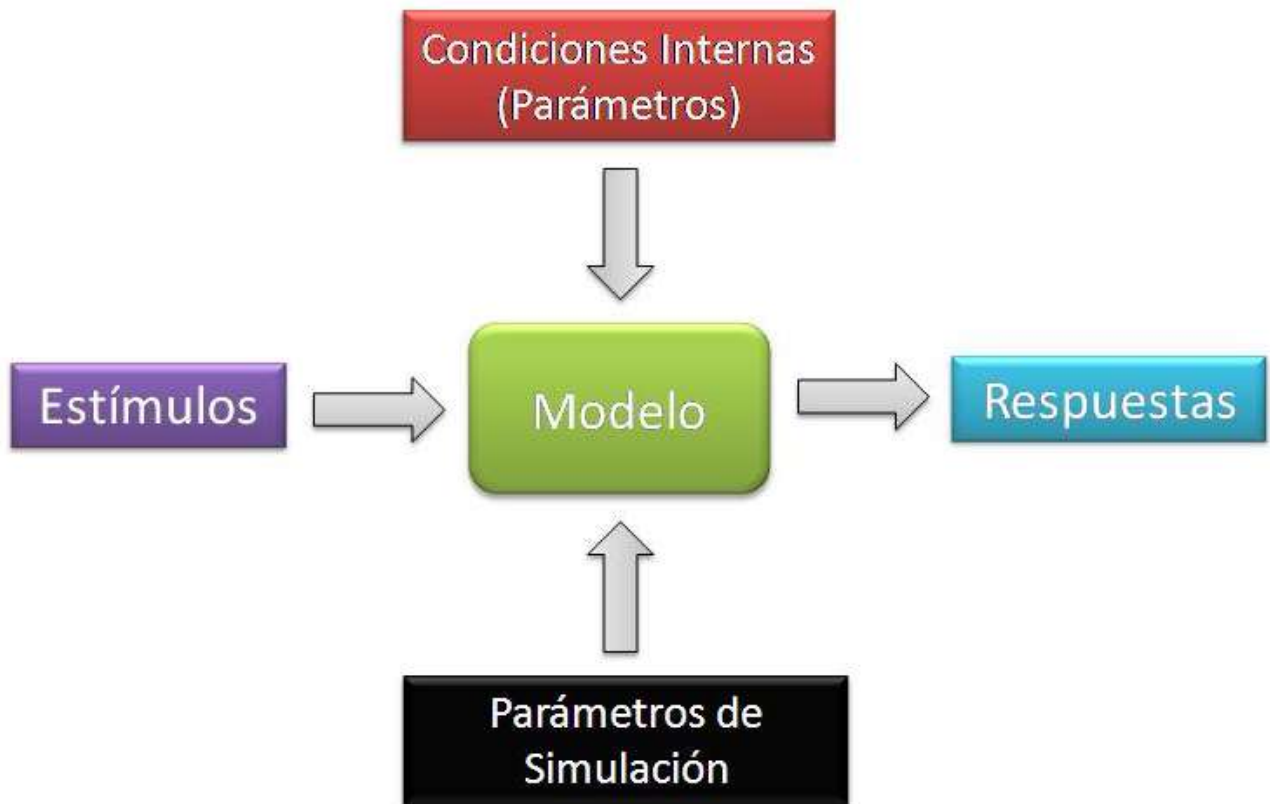 Condiciones Internas
(Parámetros)
Estímulos
Modelo
Respuestas
Parámetros de
Simulación